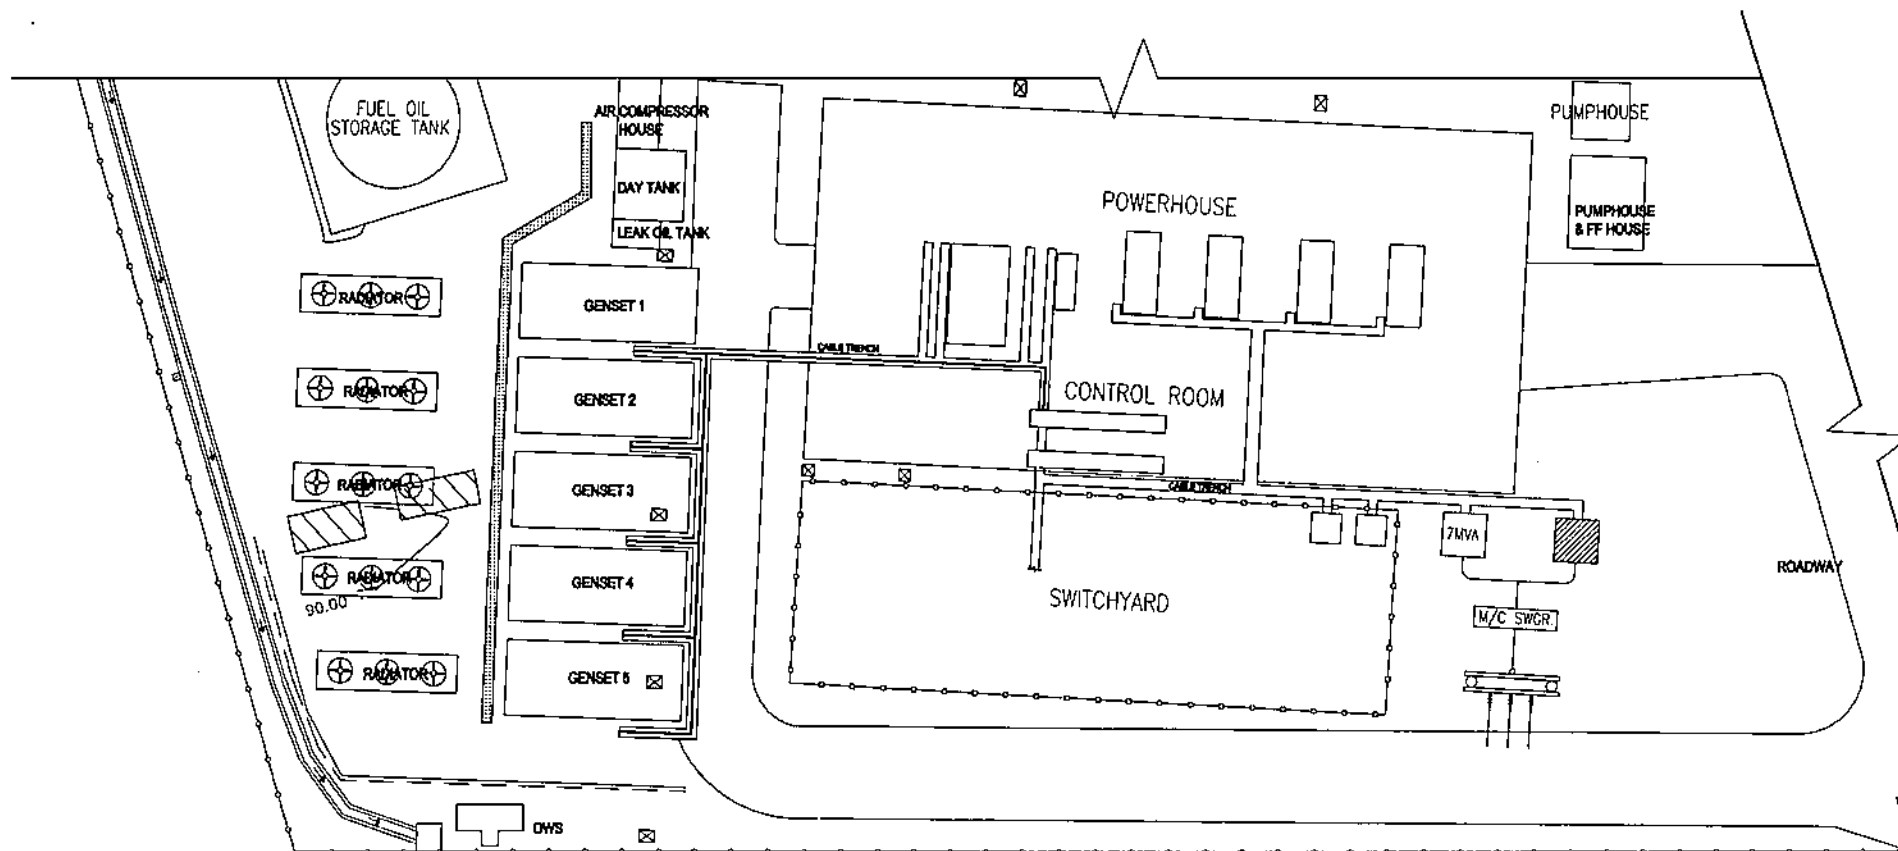 FUEL OIL
STORAGE TANK
AIR COMPRESSOR
HOUSE
PUMPHOUSE
DAY TANK
POWERHOUSE
PUMPHOUSE
& FF HOUSE
LEAK OIL TANK
RADIATOR
GENSET 1
CABLE TRENCH
RADIATOR
GENSET 2
CONTROL ROOM
RADIATOR
GENSET 3
CABLE TRENCH
7MVA
RADIATOR
GENSET 4
ROADWAY
90.00
SWITCHYARD
M/C SWGR.
RADIATOR
GENSET 5
OWS